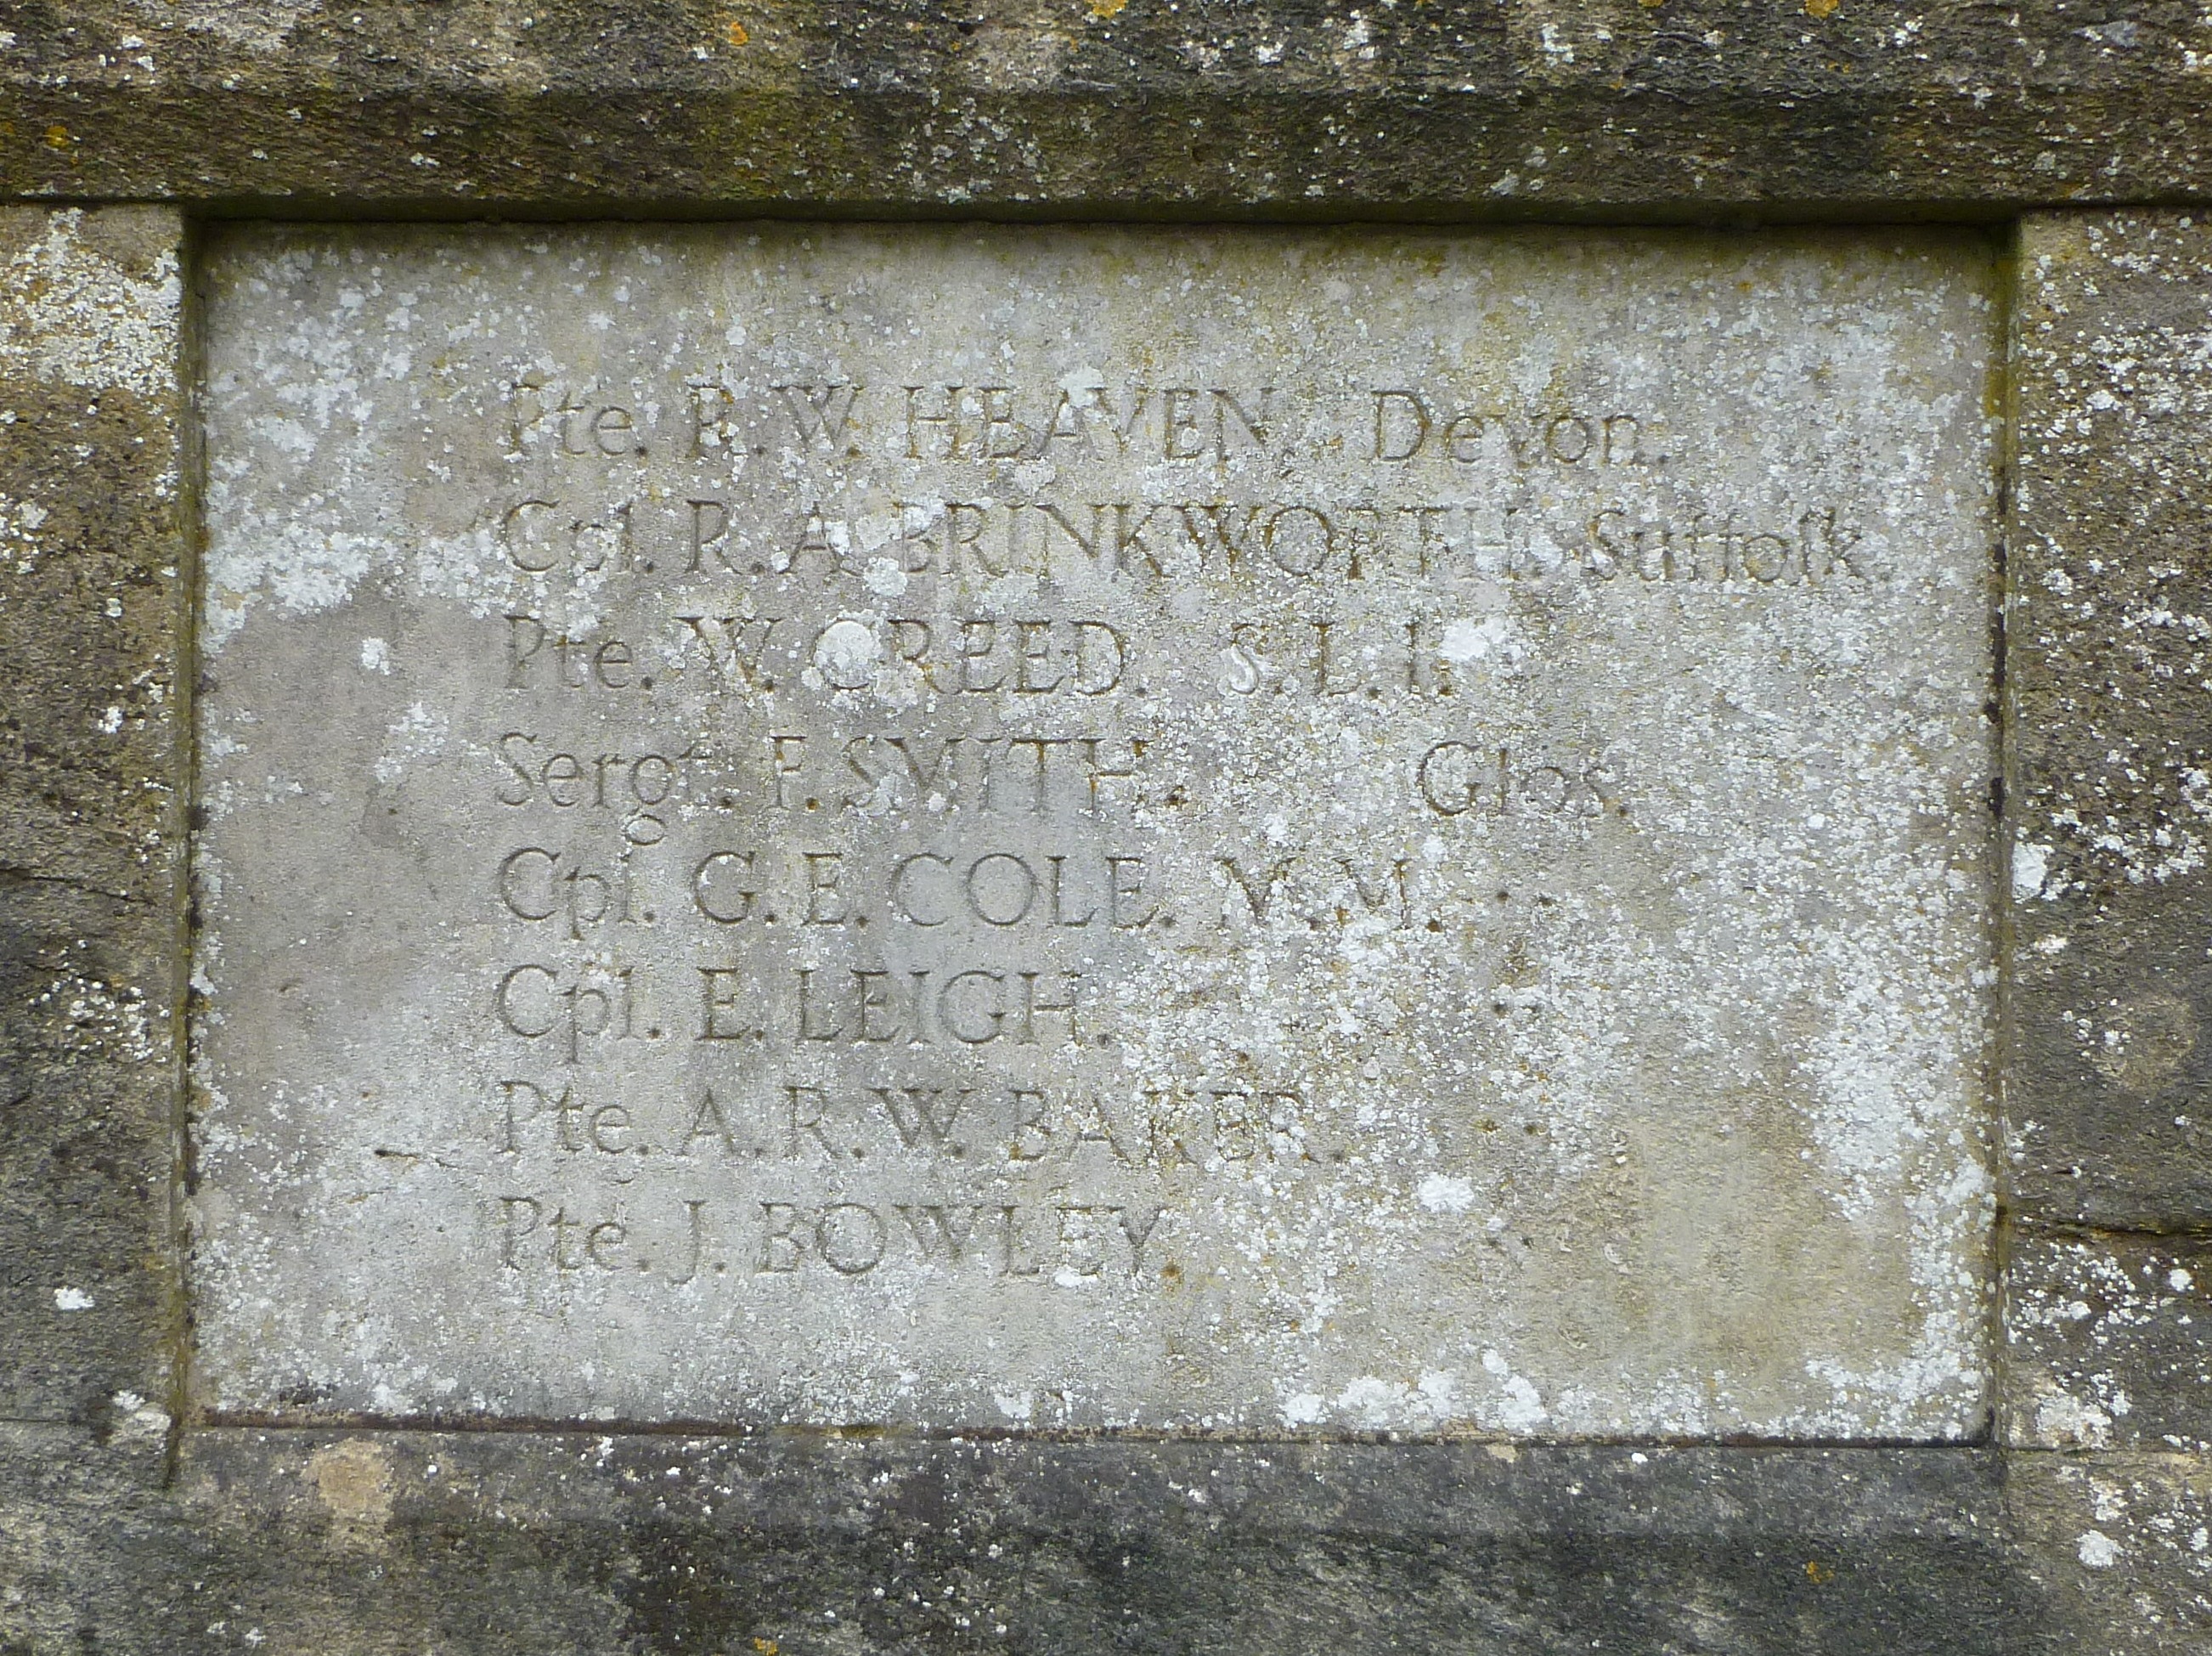 Pte. R.W. HEAVEN. Devon.
Cpl. R.A. BRINKWORTH. Suffolk.
Pte. W. CREED. S.L.I.
Sergt. F. SMITH. Glos.
Cpl. G.E. COLE. M.M.
Cpl. E. LEIGH.
Pte. A.R.W. BAKER.
Pte. J. BOWLEY.